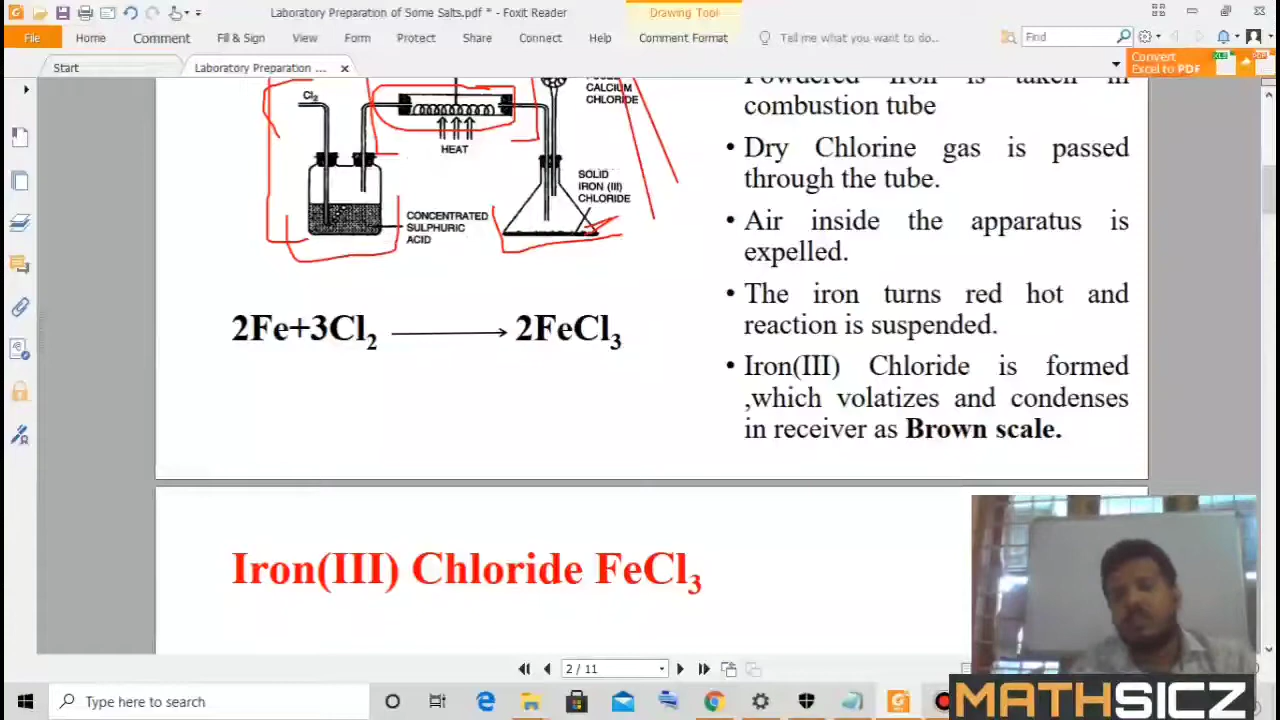 Laboratory Preparation of Some Salts.pdf * - Foxit Reader
Drawing Tool
File
Home
Comment
Fill & Sign
View
Form
Protect
Share
Connect
Help
Comment Format
Tell me what you want to do..
Find
Start
Laboratory Preparation ...
Convert
Excel to PDF
Cl2
CALCIUM
CHLORIDE
HEAT
SOLID
IRON (III)
CHLORIDE
CONCENTRATED
SULPHURIC
ACID
2Fe+3Cl2 → 2FeCl3
Powdered Iron is taken in
combustion tube
• Dry Chlorine gas is passed
through the tube.
• Air inside the apparatus is
expelled.
• The iron turns red hot and
reaction is suspended.
• Iron(III) Chloride is formed
,which volatizes and condenses
in receiver as Brown scale.
Iron(III) Chloride FeCl3
2 / 11
Type here to search
MATHSICZ